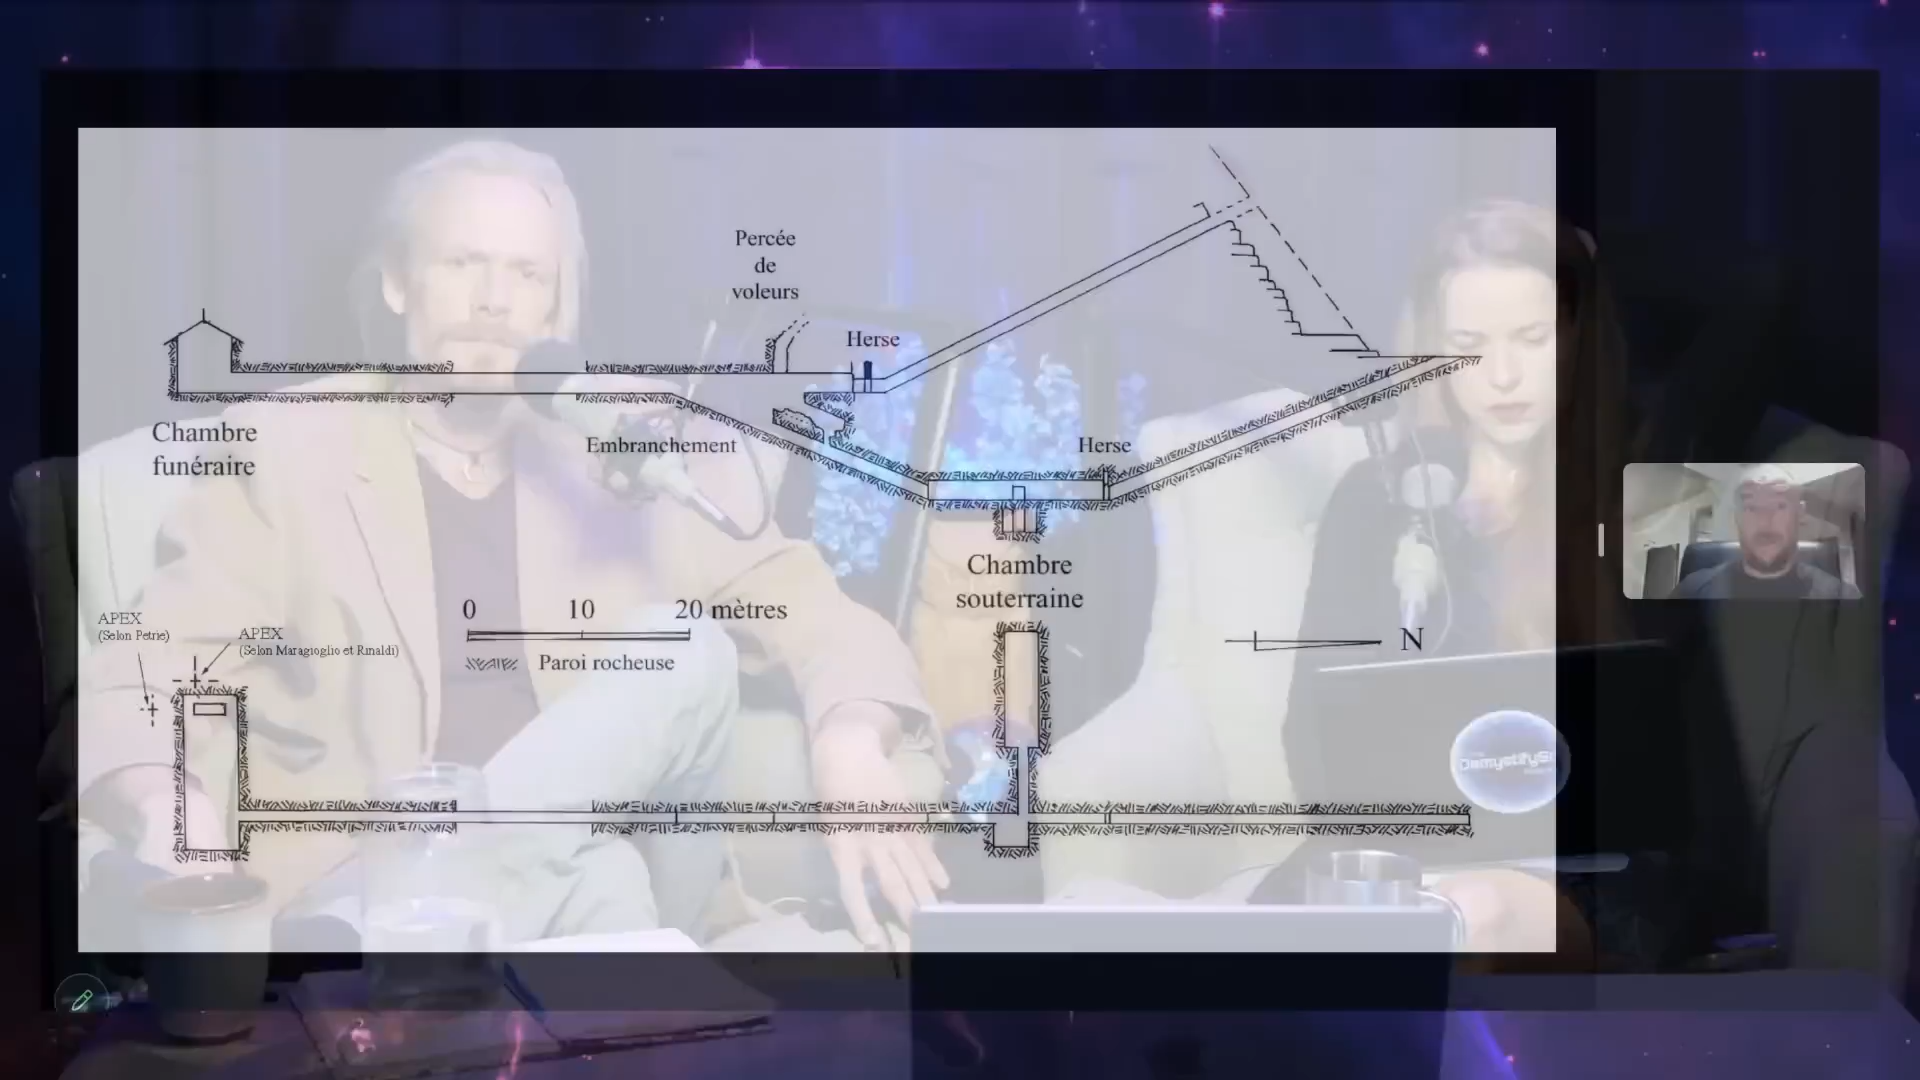 Percée
de
voleurs
Herse
Chambre
funéraire
Embranchement
Herse
Chambre
souterraine
APEX
(Selon Petrie)
APEX
(Selon Maragioglio et Rinaldi)
0 10 20 mètres
Paroi rocheuse
N